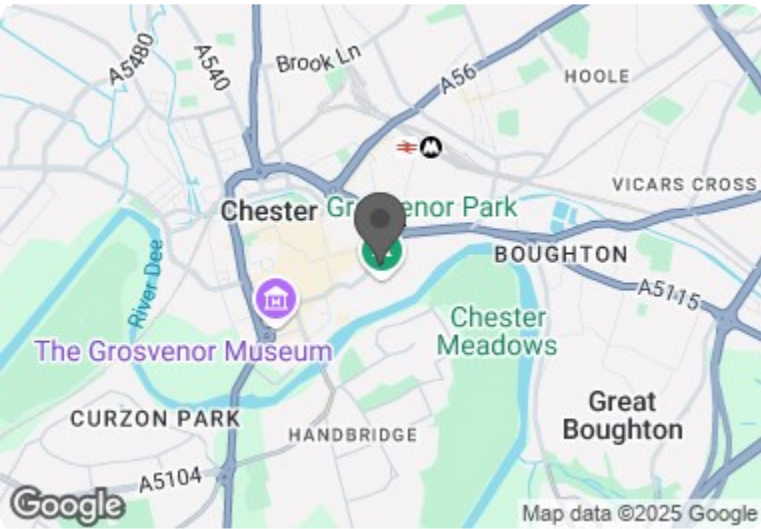 A5480
A540
Brook Ln
A56
HOOLE
VICARS CROSS
Chester
Grosvenor Park
BOUGHTON
River Dee
A5115
Chester
Meadows
The Grosvenor Museum
Great
Boughton
CURZON PARK
HANDBRIDGE
A5104
Google
Map data ©2025 Google